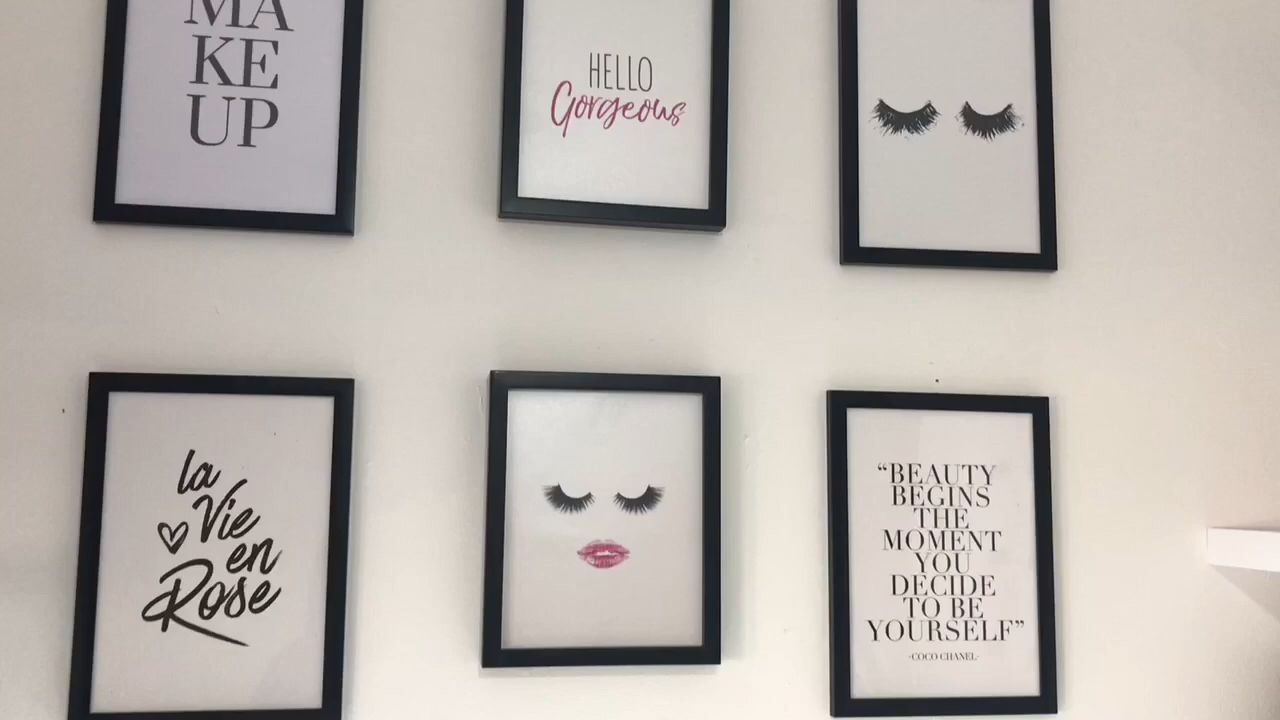 MA
KE
UP
HELLO
Gorgeous
la
Vie
en
Rose
“BEAUTY
BEGINS
THE
MOMENT
YOU
DECIDE
TO BE
YOURSELF”
-COCO CHANEL-